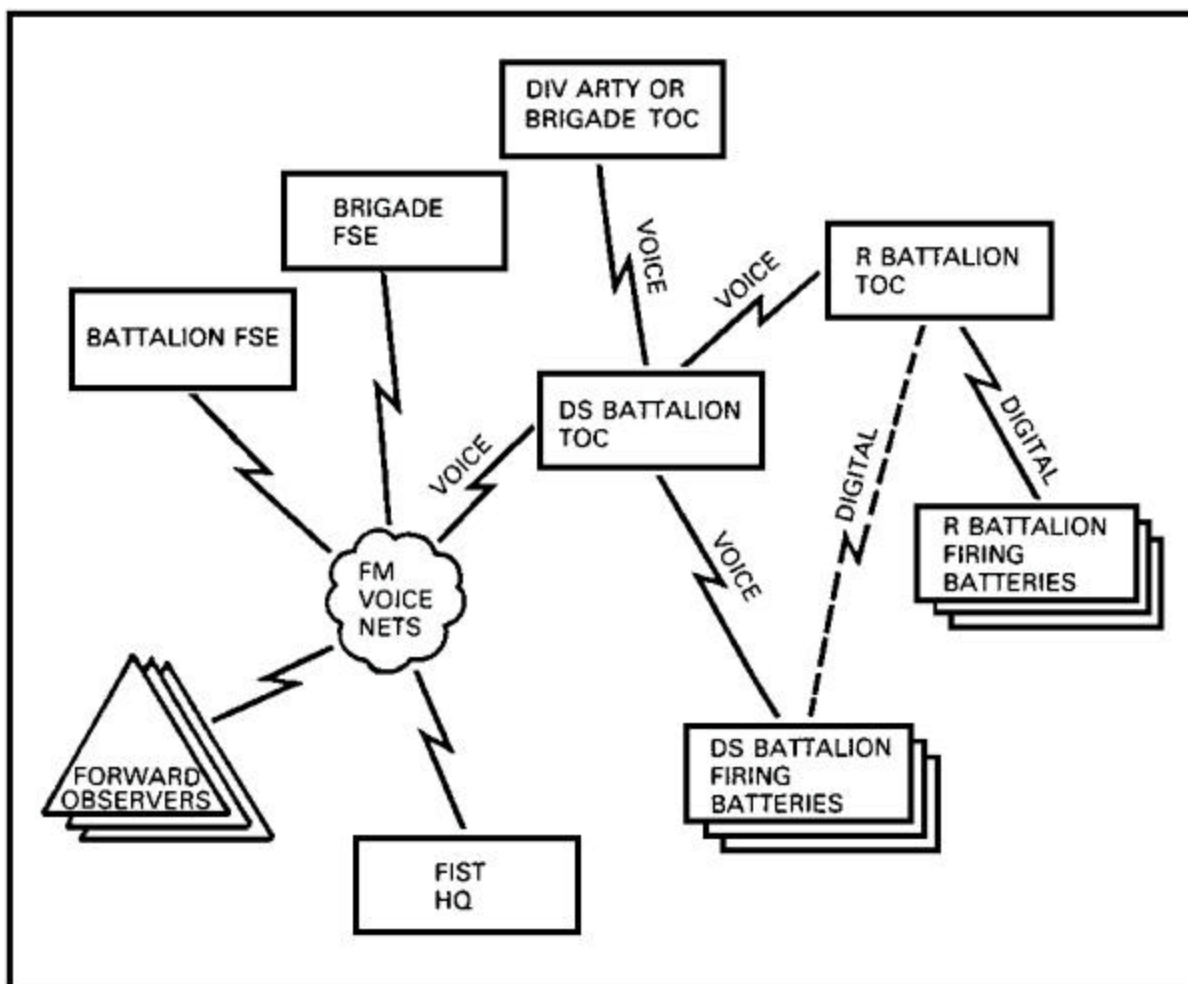 DIV ARTY OR
BRIGADE TOC
BRIGADE
FSE
VOICE
R BATTALION
TOC
VOICE
BATTALION FSE
DS BATTALION
TOC
VOICE
DIGITAL
DIGITAL
R BATTALION
FIRING
BATTERIES
VOICE
FM
VOICE
NETS
FORWARD
OBSERVERS
DS BATTALION
FIRING
BATTERIES
FIST
HQ